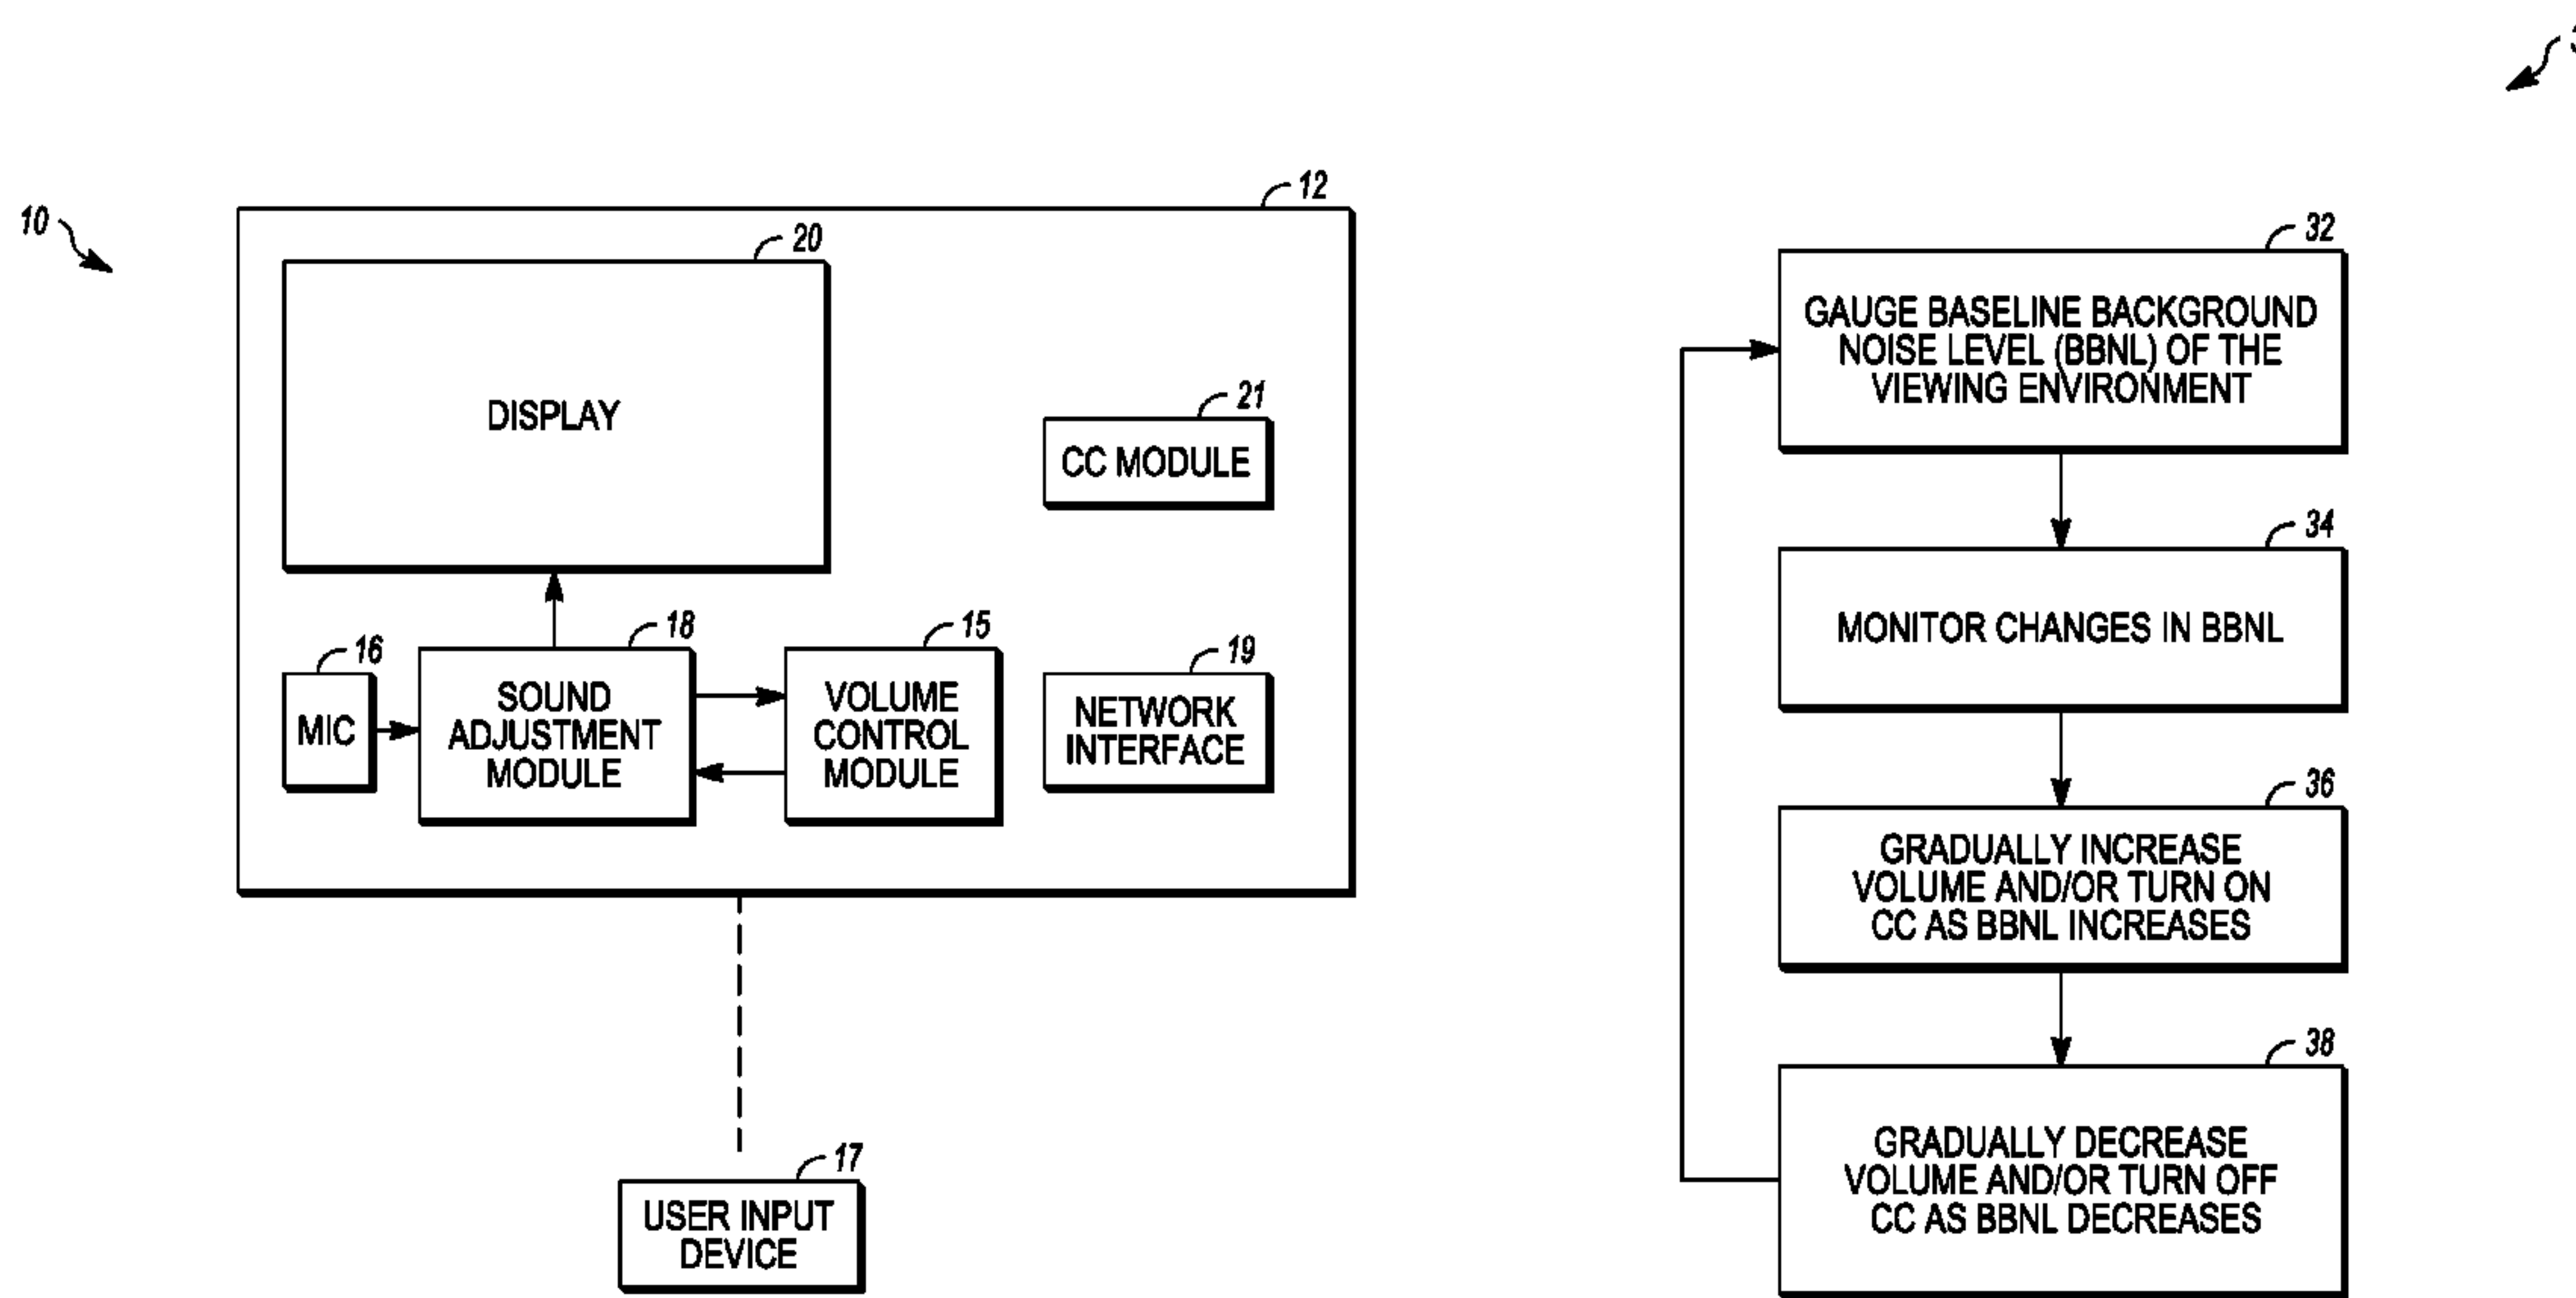 10
12
20
DISPLAY
21
CC MODULE
16
MIC
18
SOUND
ADJUSTMENT
MODULE
15
VOLUME
CONTROL
MODULE
19
NETWORK
INTERFACE
17
USER INPUT
DEVICE
32
GAUGE BASELINE BACKGROUND
NOISE LEVEL (BBNL) OF THE
VIEWING ENVIRONMENT
34
MONITOR CHANGES IN BBNL
36
GRADUALLY INCREASE
VOLUME AND/OR TURN ON
CC AS BBNL INCREASES
38
GRADUALLY DECREASE
VOLUME AND/OR TURN OFF
CC AS BBNL DECREASES